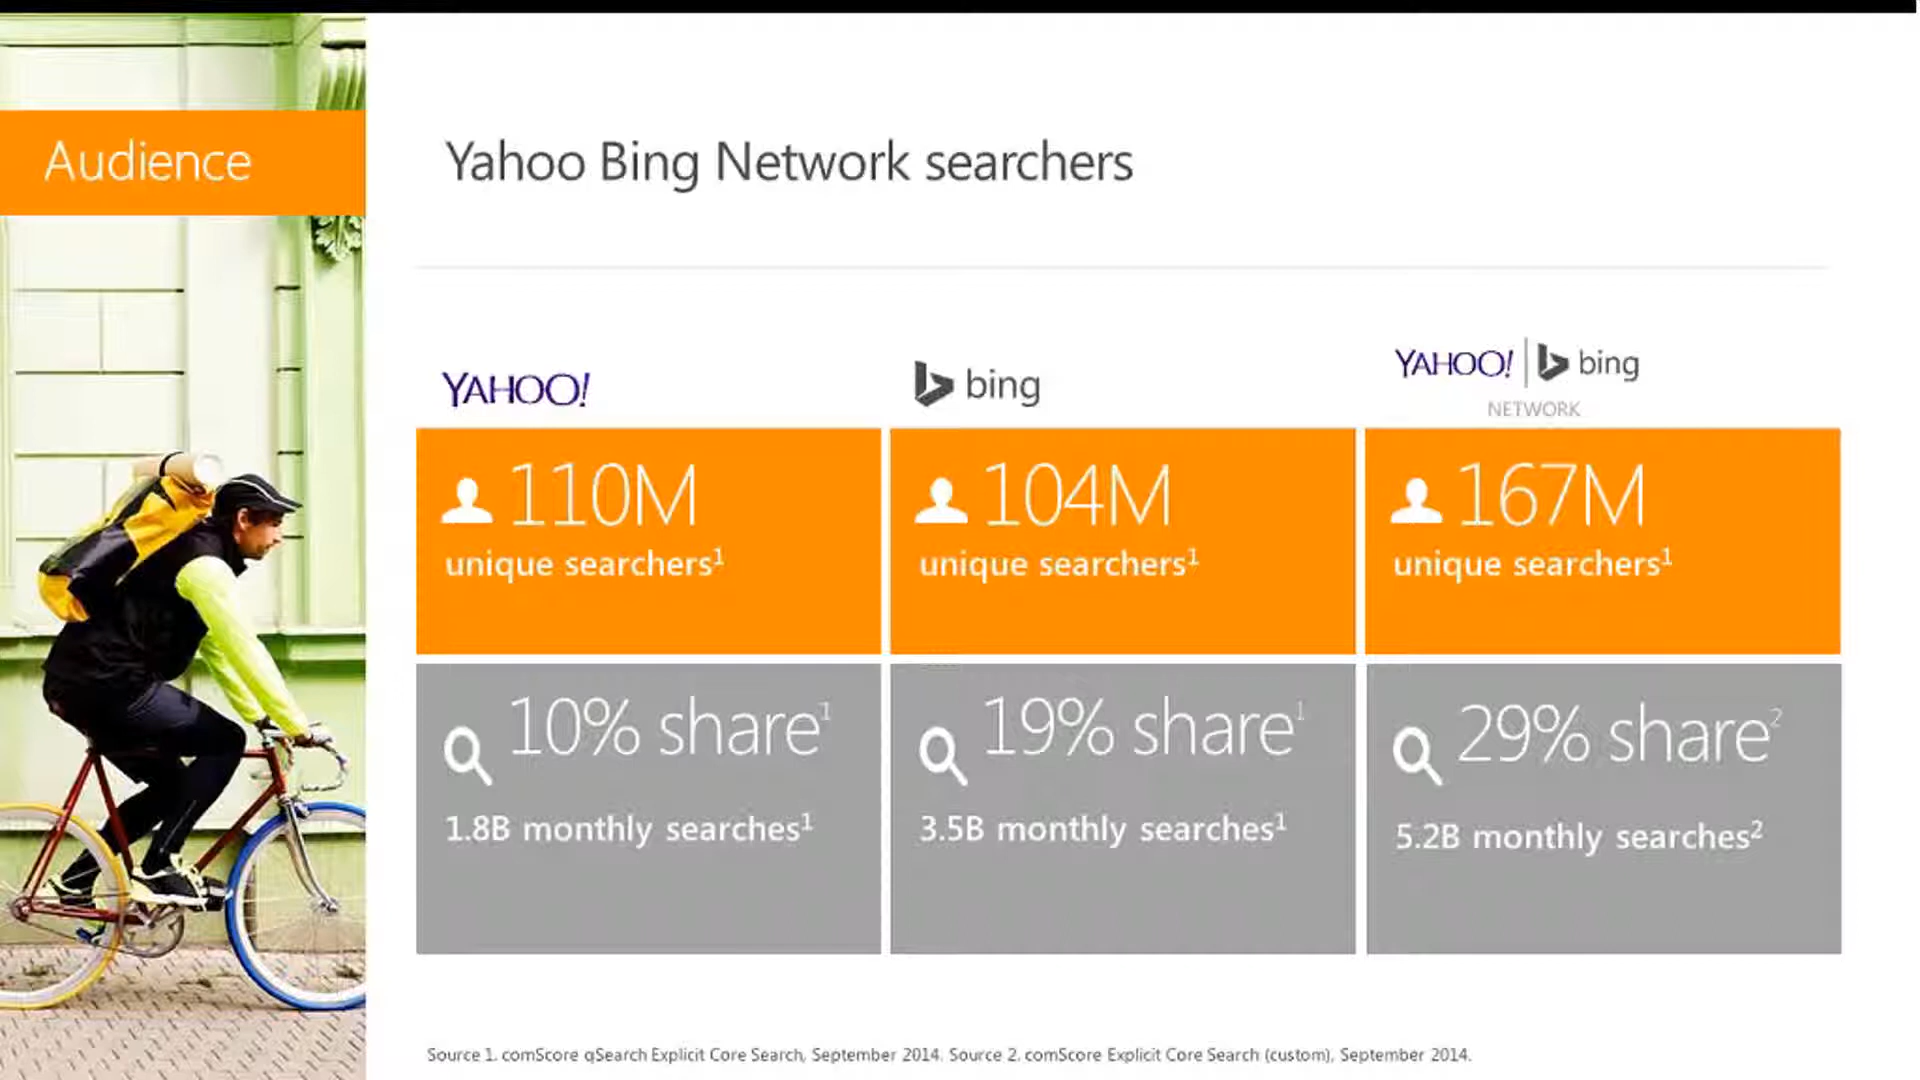 Audience
Yahoo Bing Network searchers
YAHOO!
bing
YAHOO! bing
NETWORK
110M
unique searchers¹
104M
unique searchers¹
167M
unique searchers¹
10% share¹
1.8B monthly searches¹
19% share¹
3.5B monthly searches¹
29% share²
5.2B monthly searches²
Source 1. comScore qSearch Explicit Core Search, September 2014. Source 2. comScore Explicit Core Search (custom), September 2014.